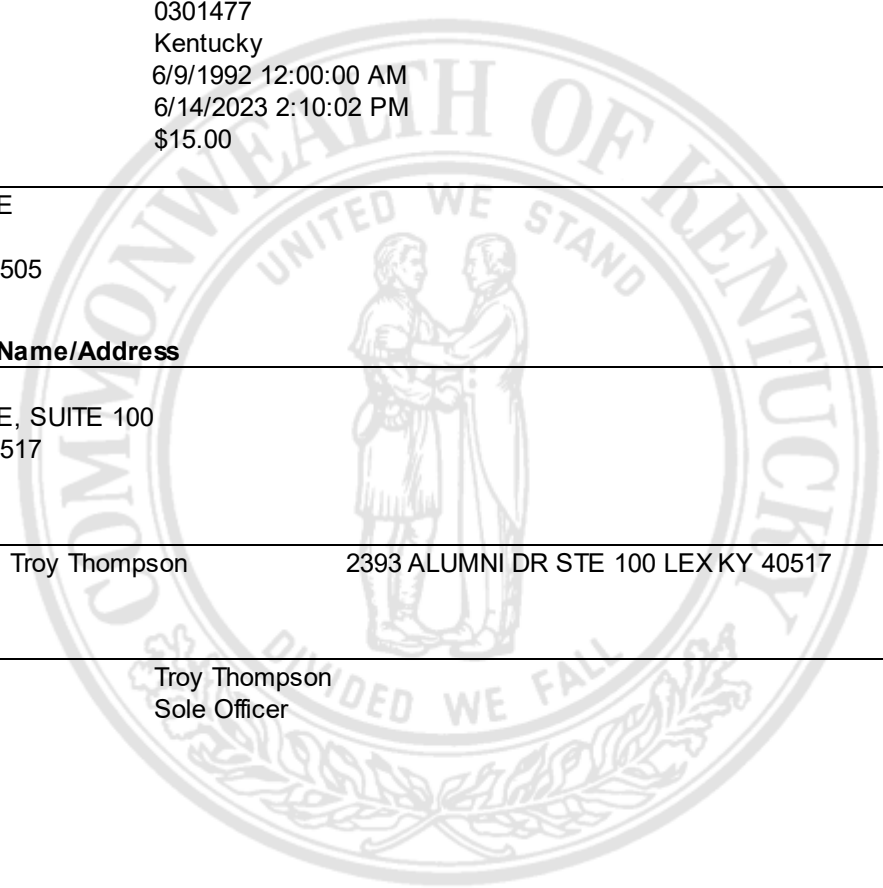 0301477
Kentucky
6/9/1992 12:00:00 AM
6/14/2023 2:10:02 PM
$15.00
E
505
Name/Address
E, SUITE 100
517
Troy Thompson 2393 ALUMNI DR STE 100 LEX KY 40517
Troy Thompson
Sole Officer
COMMONWEALTH OF KENTUCKY
UNITED WE STAND
DIVIDED WE FALL